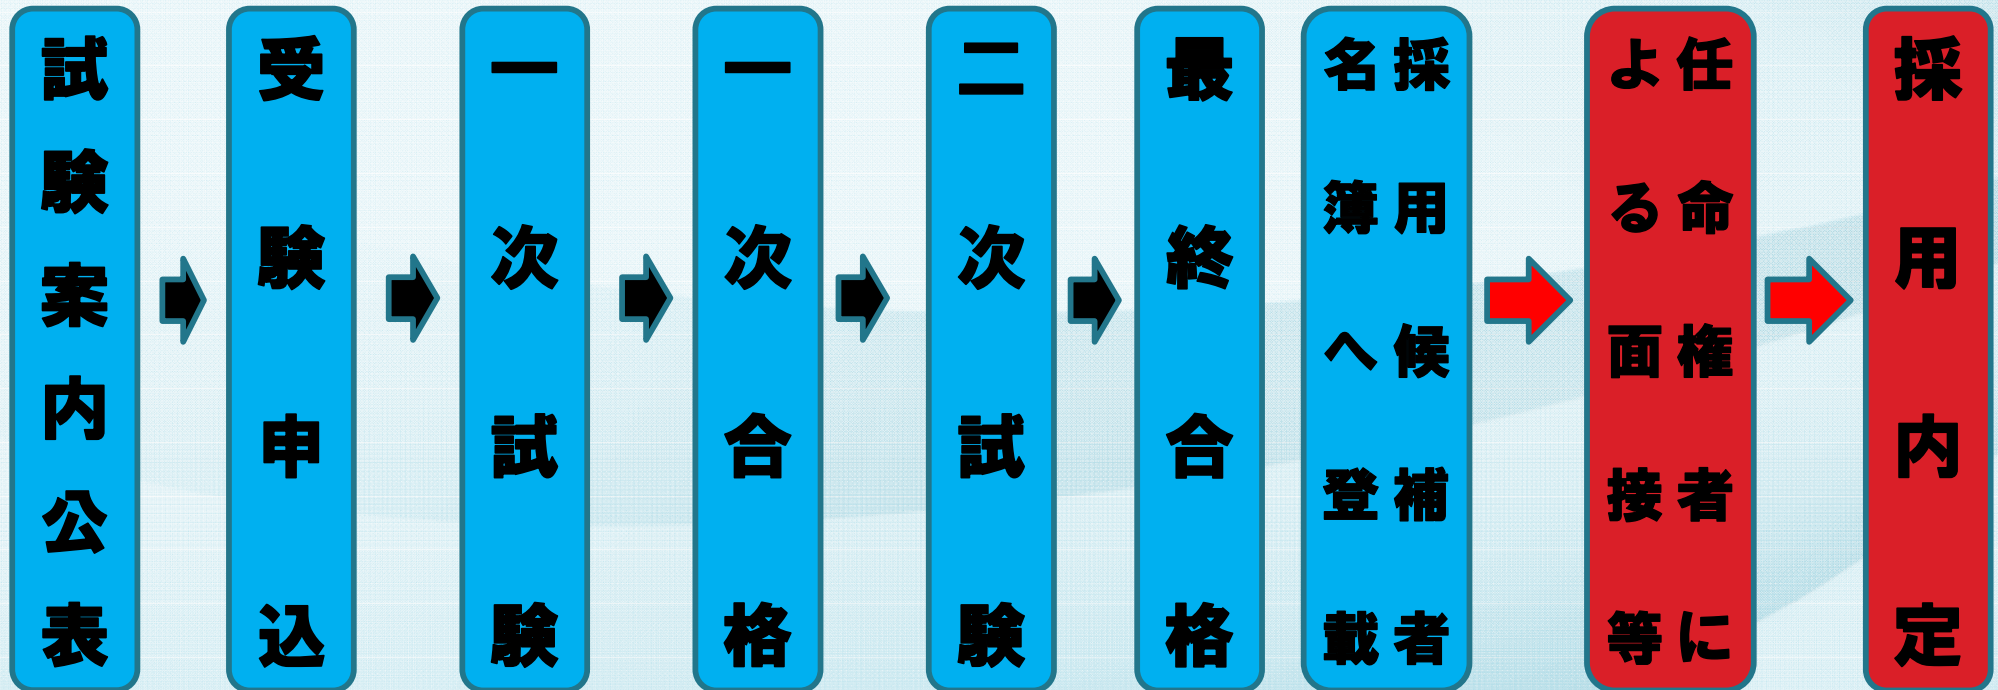 試験案内公表
受験申込
一次試験
一次合格
二次試験
最終合格
採用候補者
名簿へ登載
任命権者に
よる面接等
採用内定